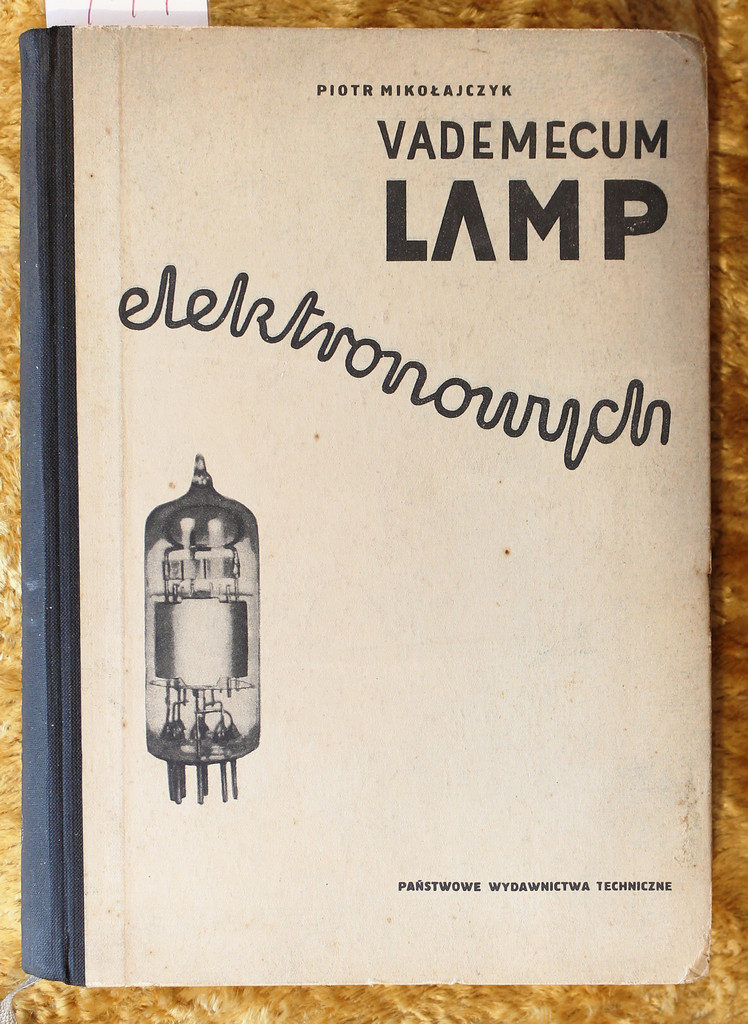 PIOTR MIKOŁAJCZYK
VADEMECUM
LAMP
elektronowych
PAŃSTWOWE WYDAWNICTWA TECHNICZNE